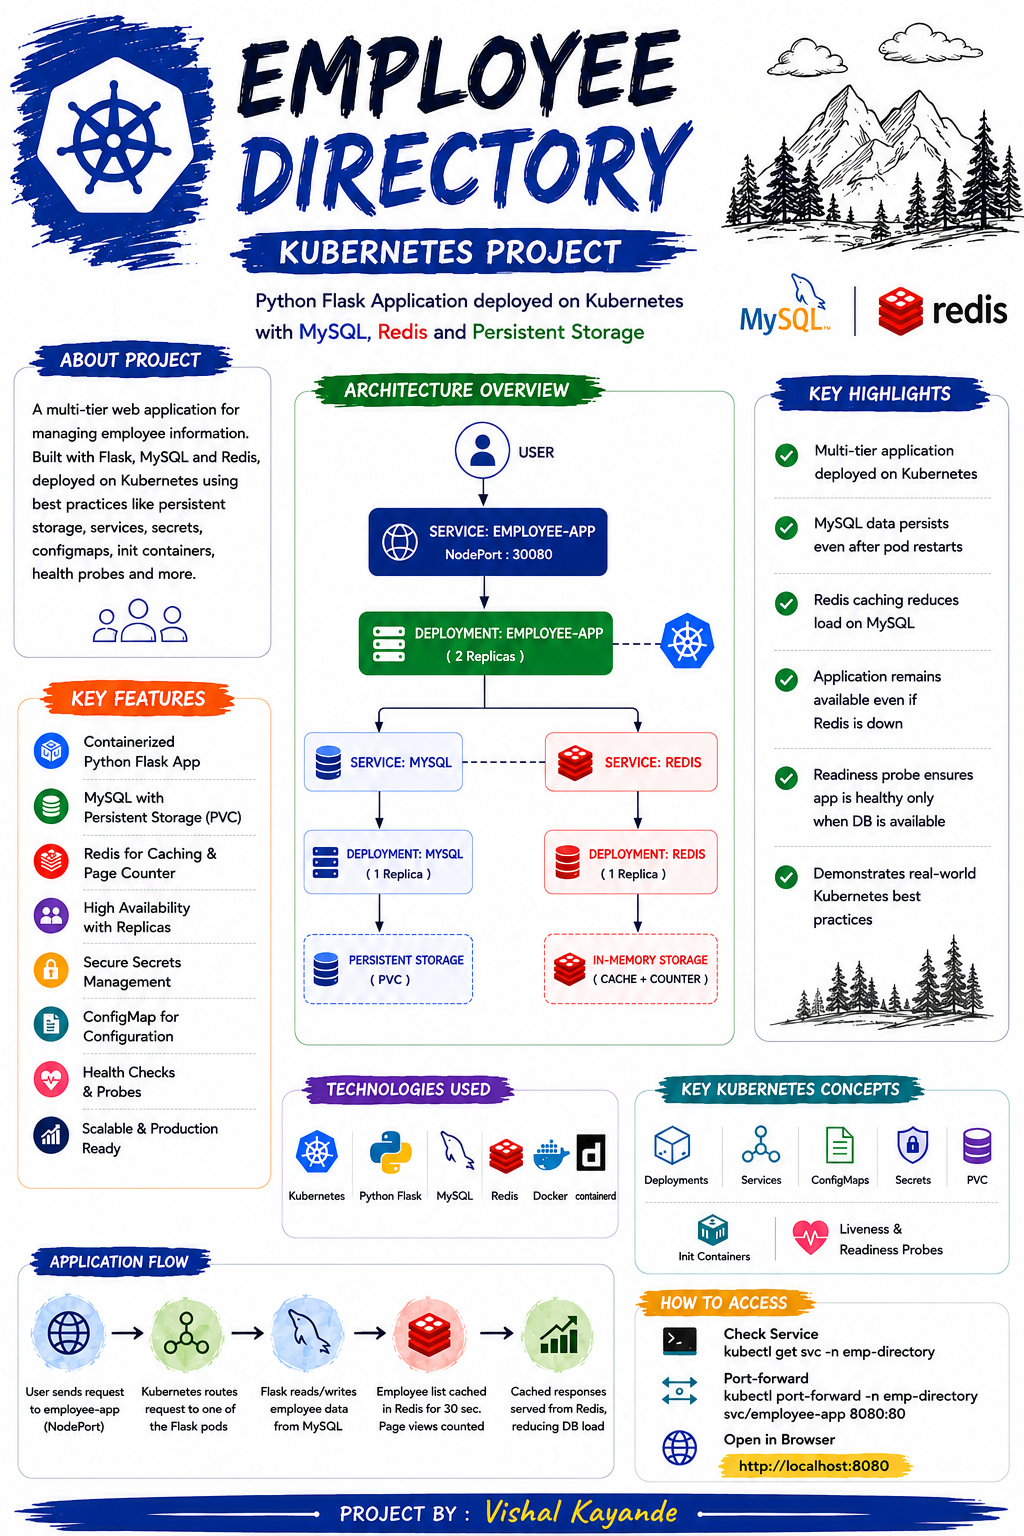 EMPLOYEE
DIRECTORY
KUBERNETES PROJECT
Python Flask Application deployed on Kubernetes
with MySQL, Redis and Persistent Storage
MySQL™
redis
ABOUT PROJECT
A multi-tier web application for
managing employee information.
Built with Flask, MySQL and Redis,
deployed on Kubernetes using
best practices like persistent
storage, services, secrets,
configmaps, init containers,
health probes and more.
KEY FEATURES
Containerized
Python Flask App
MySQL with
Persistent Storage (PVC)
Redis for Caching &
Page Counter
High Availability
with Replicas
Secure Secrets
Management
ConfigMap for
Configuration
Health Checks
& Probes
Scalable & Production
Ready
ARCHITECTURE OVERVIEW
USER
SERVICE: EMPLOYEE-APP
NodePort : 30080
DEPLOYMENT: EMPLOYEE-APP
( 2 Replicas )
SERVICE: MYSQL
SERVICE: REDIS
DEPLOYMENT: MYSQL
( 1 Replica )
DEPLOYMENT: REDIS
( 1 Replica )
PERSISTENT STORAGE
( PVC )
IN-MEMORY STORAGE
( CACHE + COUNTER )
KEY HIGHLIGHTS
Multi-tier application
deployed on Kubernetes
MySQL data persists
even after pod restarts
Redis caching reduces
load on MySQL
Application remains
available even if
Redis is down
Readiness probe ensures
app is healthy only
when DB is available
Demonstrates real-world
Kubernetes best
practices
TECHNOLOGIES USED
Kubernetes
Python Flask
MySQL
Redis
Docker
d
containerd
KEY KUBERNETES CONCEPTS
Deployments
Services
ConfigMaps
Secrets
PVC
Init Containers
Liveness &
Readiness Probes
APPLICATION FLOW
User sends request
to employee-app
(NodePort)
Kubernetes routes
request to one of
the Flask pods
Flask reads/writes
employee data
from MySQL
Employee list cached
in Redis for 30 sec.
Page views counted
Cached responses
served from Redis,
reducing DB load
HOW TO ACCESS
Check Service
kubectl get svc -n emp-directory
Port-forward
kubectl port-forward -n emp-directory
svc/employee-app 8080:80
Open in Browser
http://localhost:8080
PROJECT BY : Vishal Kayande